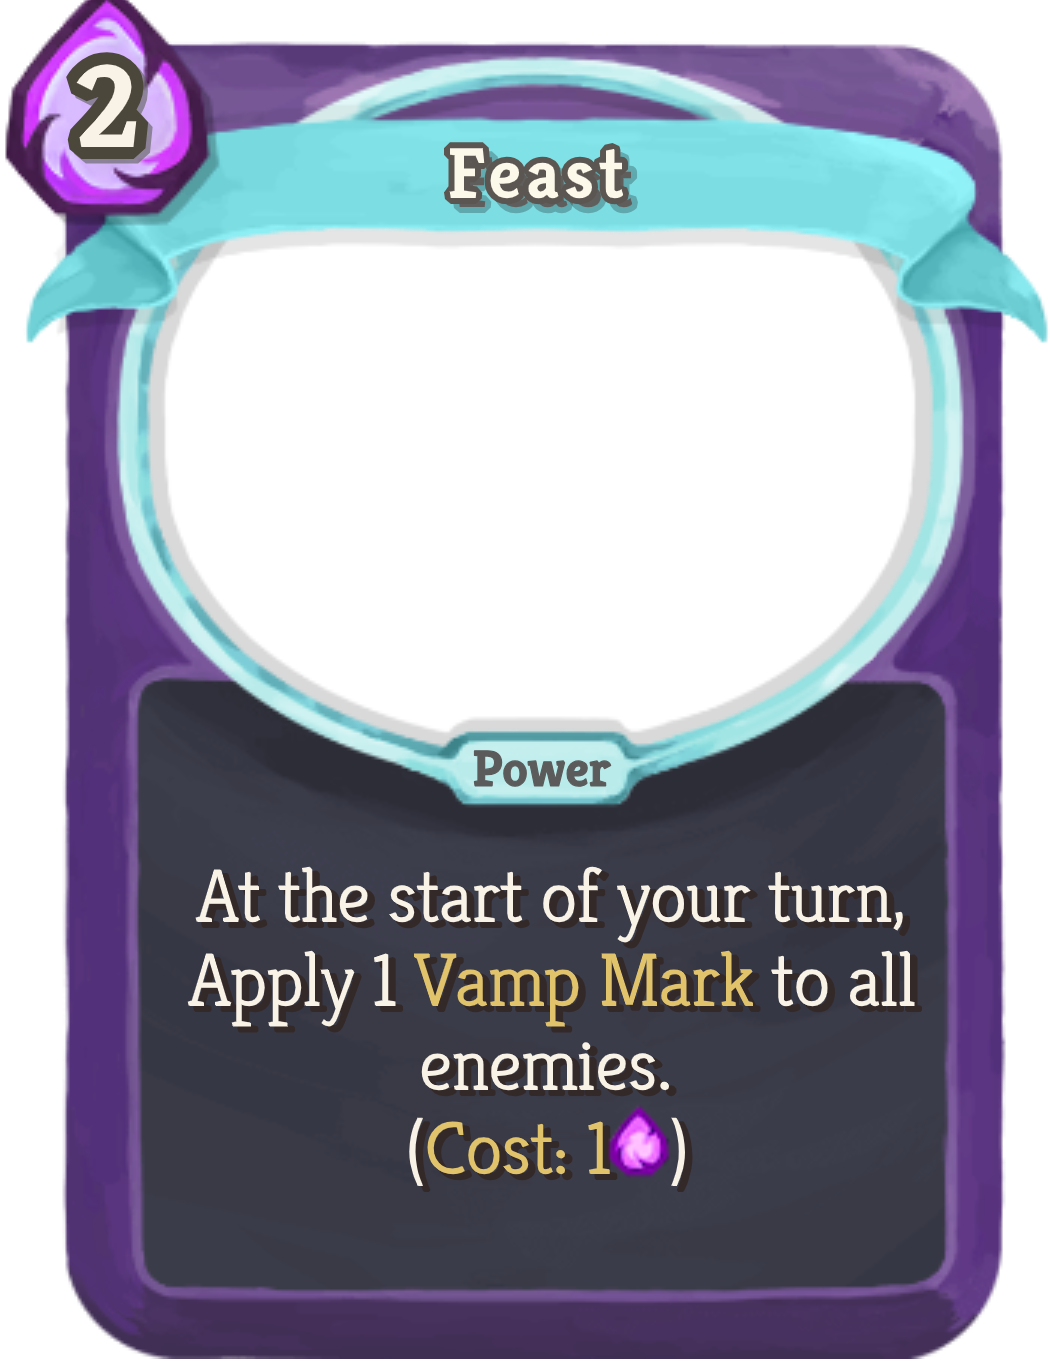 2
Feast
Power
At the start of your turn,
Apply 1 Vamp Mark to all
enemies.
(Cost: 1)